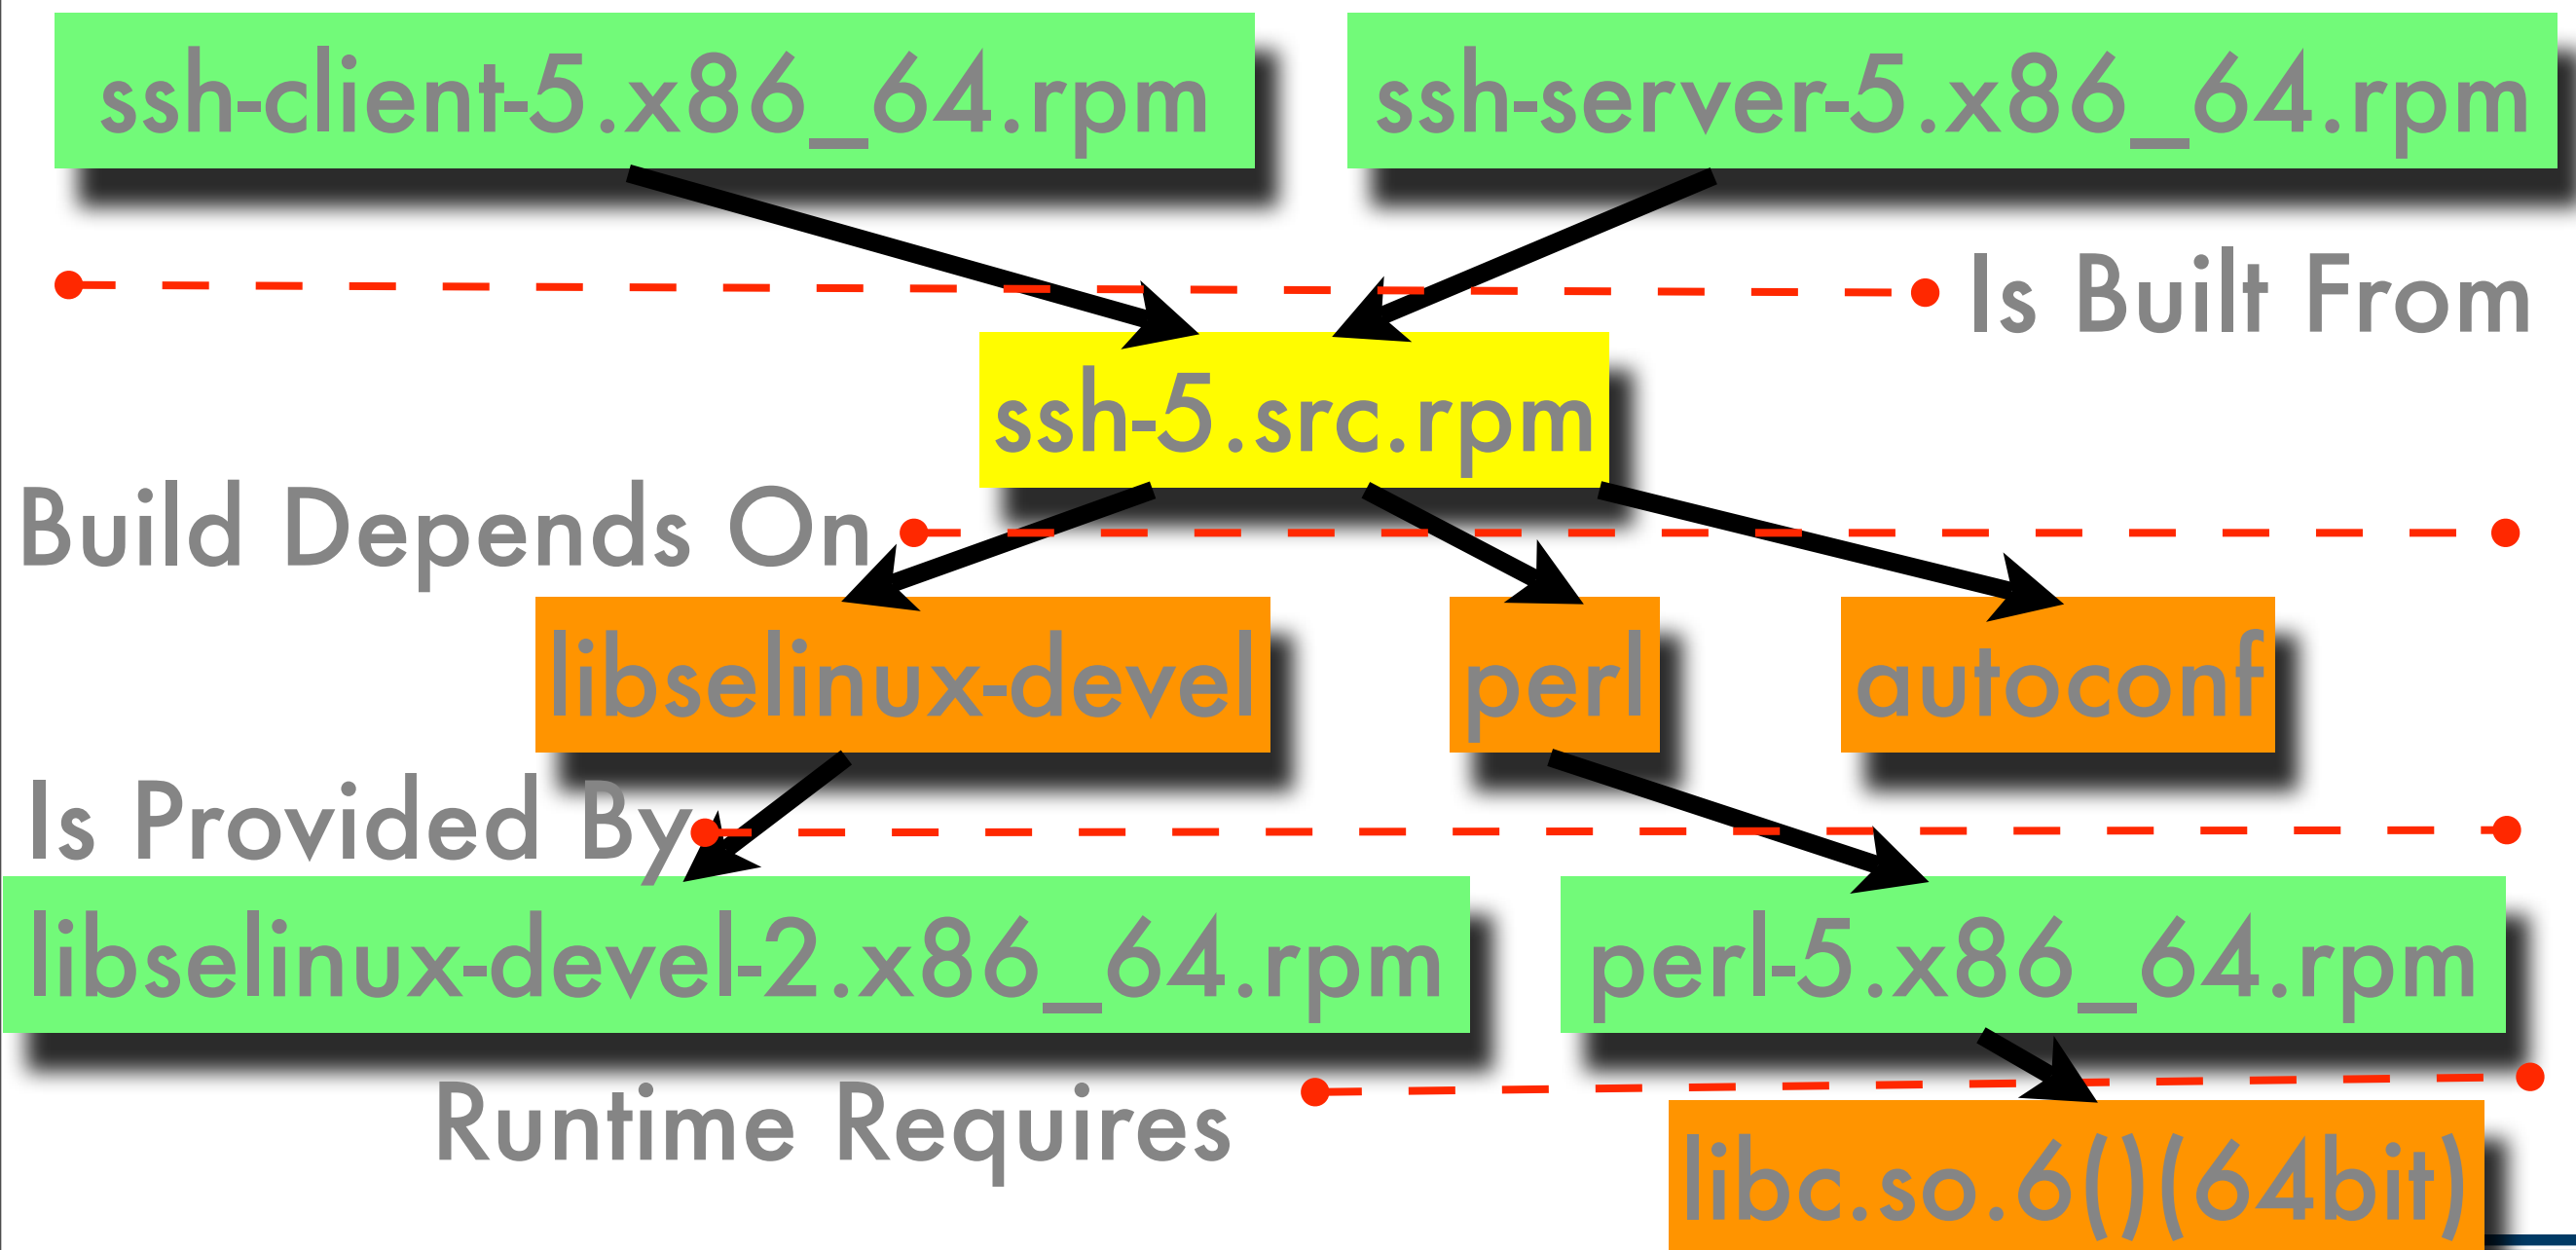 ssh-client-5.x86_64.rpm
ssh-server-5.x86_64.rpm
Is Built From
ssh-5.src.rpm
Build Depends On
libselinux-devel
perl
autoconf
Is Provided By
libselinux-devel-2.x86_64.rpm
perl-5.x86_64.rpm
Runtime Requires
libc.so.6()(64bit)